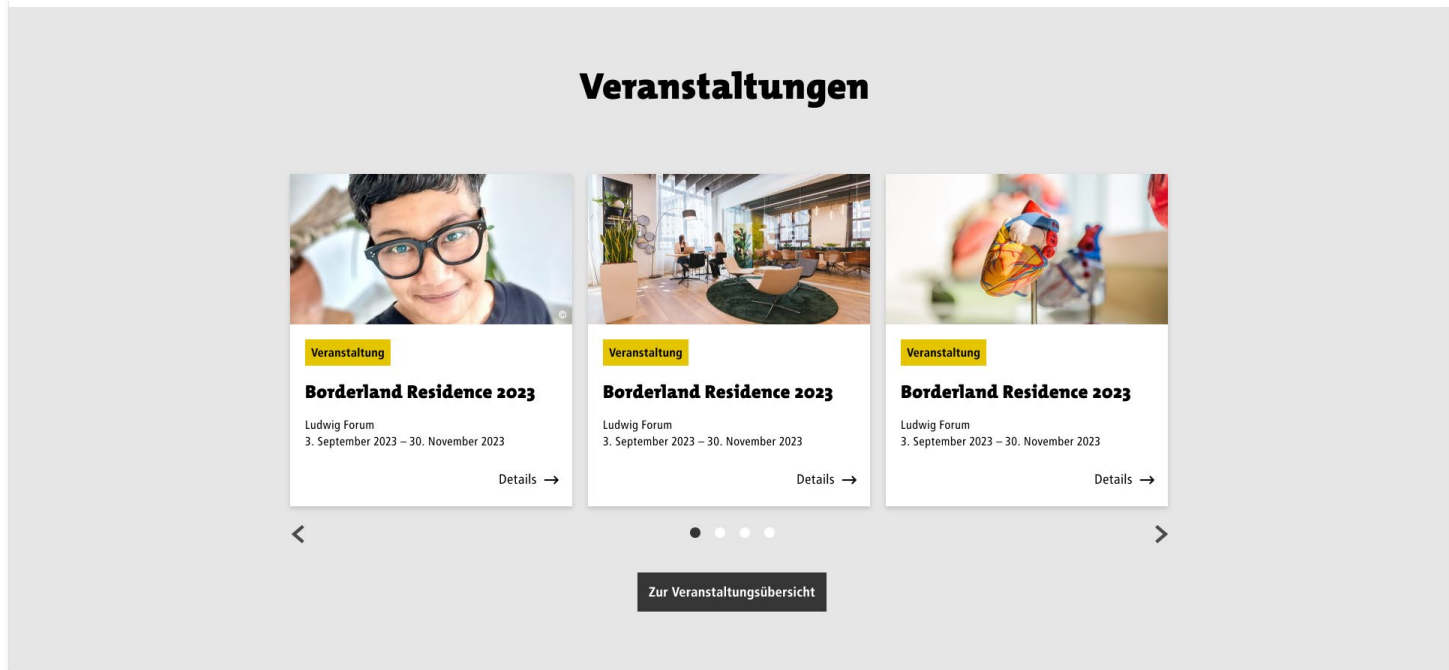 Veranstaltungen
©
Veranstaltung
Borderland Residence 2023
Ludwig Forum
3. September 2023 – 30. November 2023
Details →
Veranstaltung
Borderland Residence 2023
Ludwig Forum
3. September 2023 – 30. November 2023
Details →
Veranstaltung
Borderland Residence 2023
Ludwig Forum
3. September 2023 – 30. November 2023
Details →
Zur Veranstaltungsübersicht